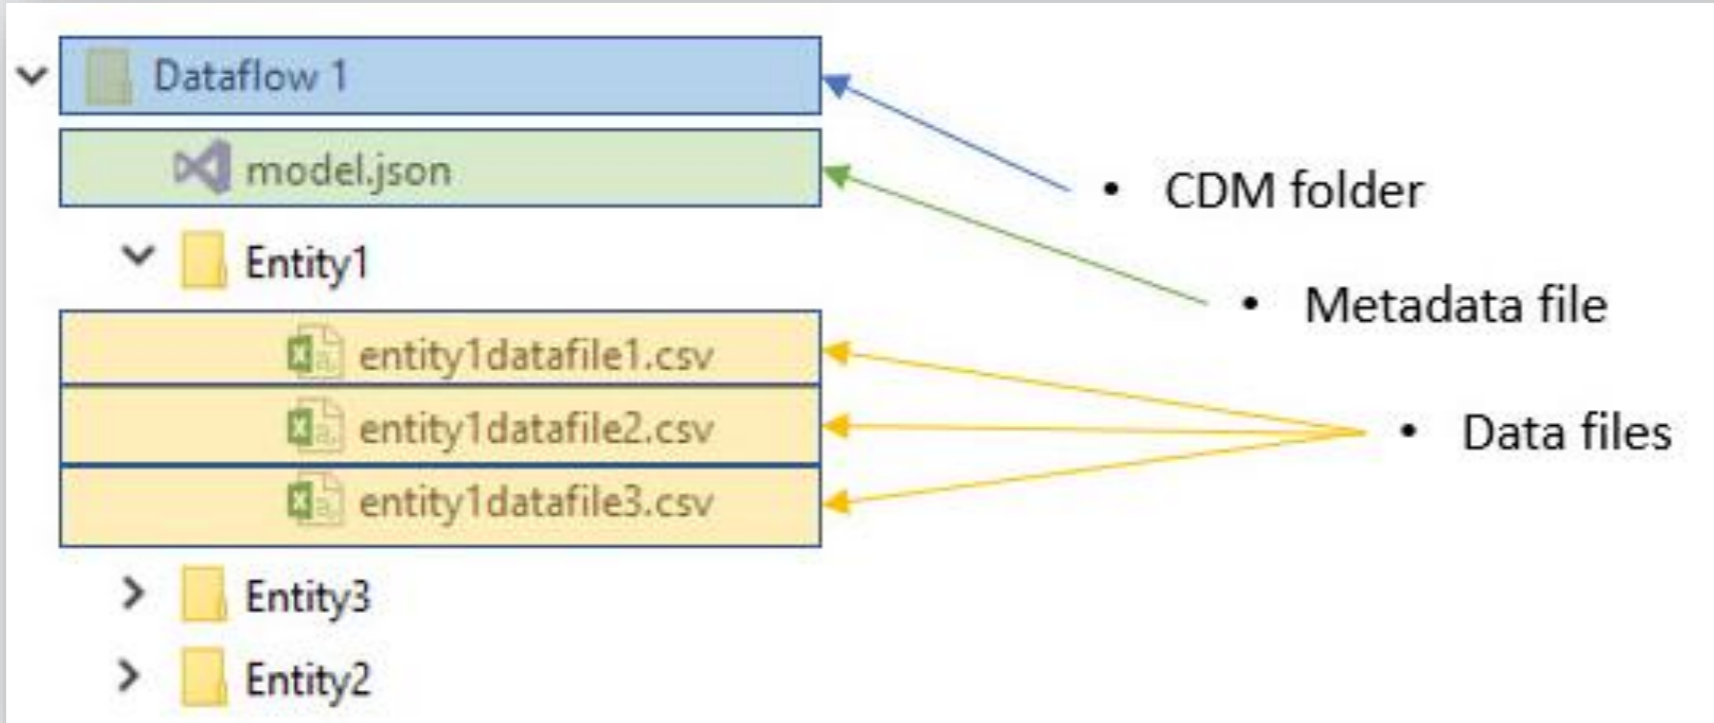 Dataflow 1
model.json
Entity1
entity1datafile1.csv
entity1datafile2.csv
entity1datafile3.csv
Entity3
Entity2
• CDM folder
• Metadata file
• Data files